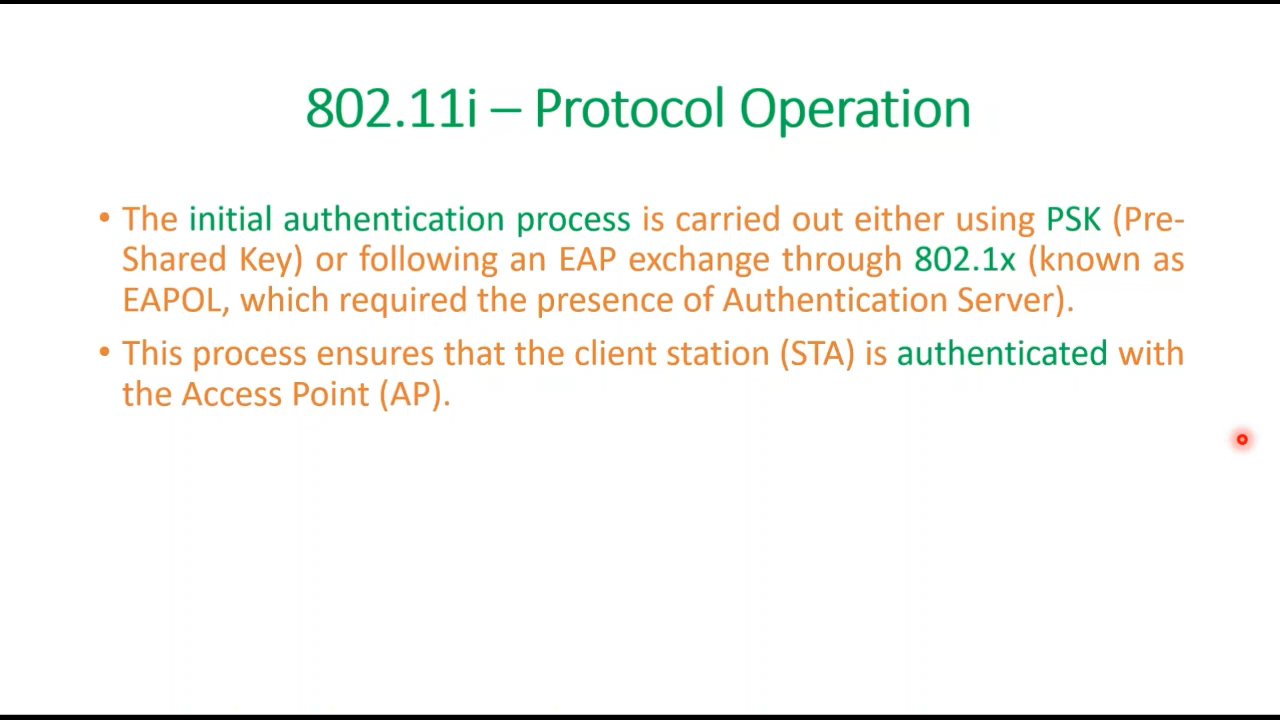 802.11i – Protocol Operation
• The initial authentication process is carried out either using PSK (Pre-
Shared Key) or following an EAP exchange through 802.1x (known as
EAPOL, which required the presence of Authentication Server).
• This process ensures that the client station (STA) is authenticated with
the Access Point (AP).